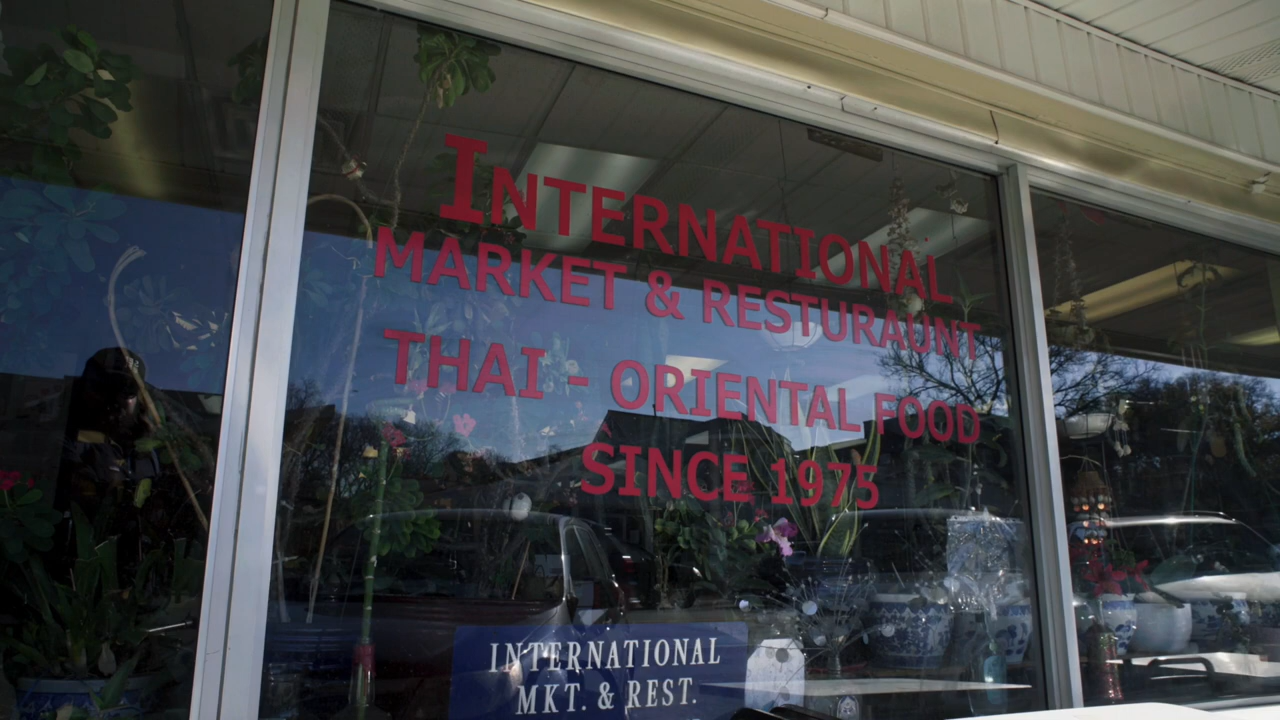 INTERNATIONAL
MARKET & RESTURAUNT
THAI - ORIENTAL FOOD
SINCE 1975
INTERNATIONAL
MKT. & REST.